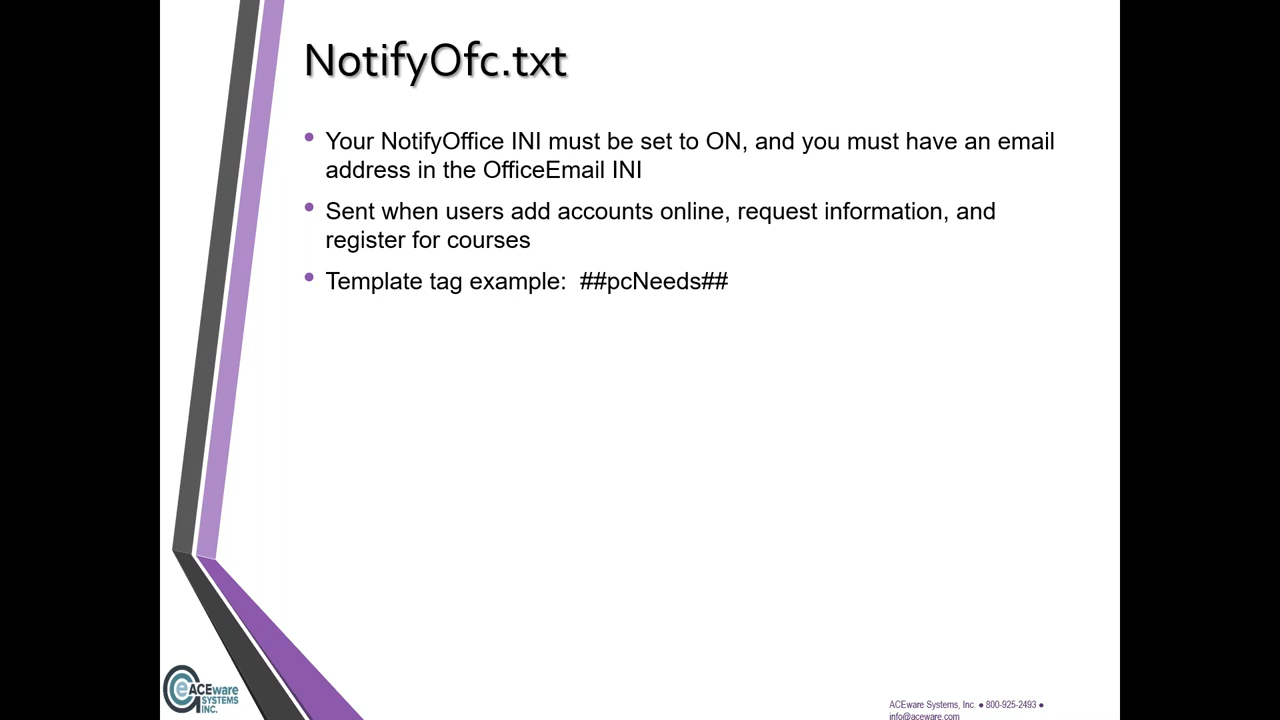 NotifyOfc.txt
• Your NotifyOffice INI must be set to ON, and you must have an email
address in the OfficeEmail INI
• Sent when users add accounts online, request information, and
register for courses
• Template tag example:  ##pcNeeds##
ACEware
SYSTEMS
INC.
ACEware Systems, Inc. ● 800-925-2493 ●
info@aceware.com